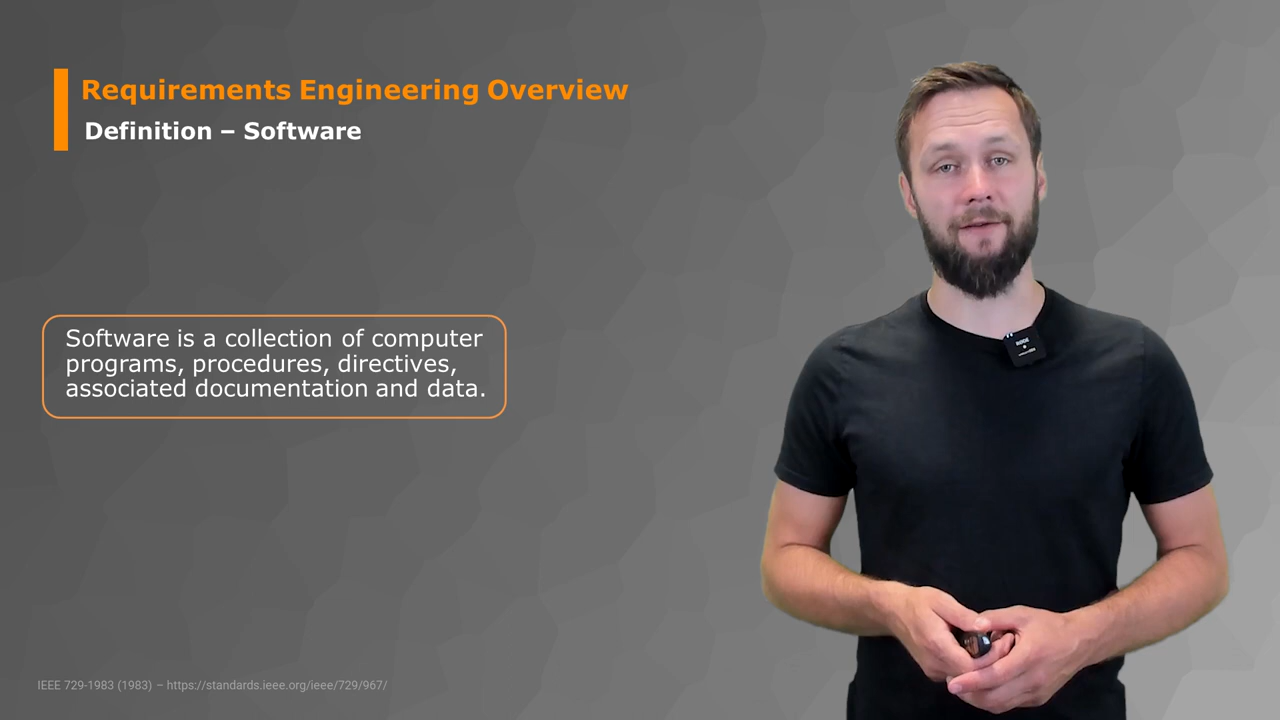 Requirements Engineering Overview
Definition – Software
Software is a collection of computer
programs, procedures, directives,
associated documentation and data.
IEEE 729-1983 (1983) – https://standards.ieee.org/ieee/729/967/